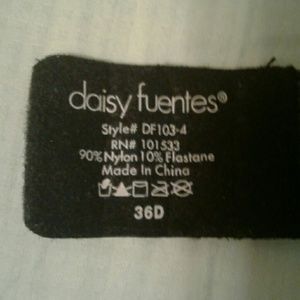 daisy fuentes®
Style# DF103-4
RN# 101533
90% Nylon 10% Elastane
Made In China
36D